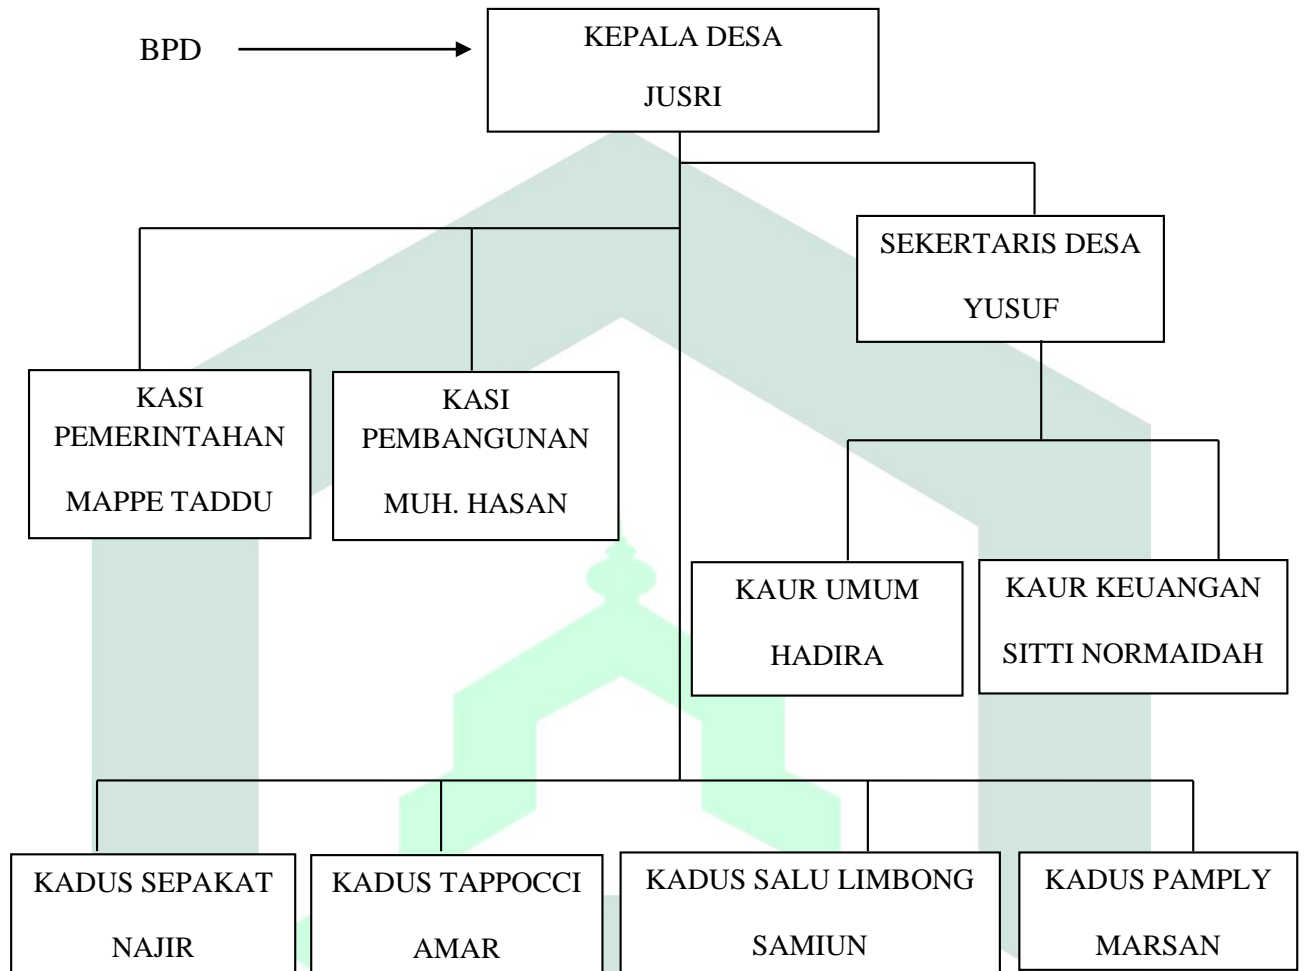 BPD
KEPALA DESA
JUSRI
SEKERTARIS DESA
YUSUF
KASI
PEMERINTAHAN
MAPPE TADDU
KASI
PEMBANGUNAN
MUH. HASAN
KAUR UMUM
HADIRA
KAUR KEUANGAN
SITTI NORMAIDAH
KADUS SEPAKAT
NAJIR
KADUS TAPPOCCI
AMAR
KADUS SALU LIMBONG
SAMIUN
KADUS PAMPLY
MARSAN